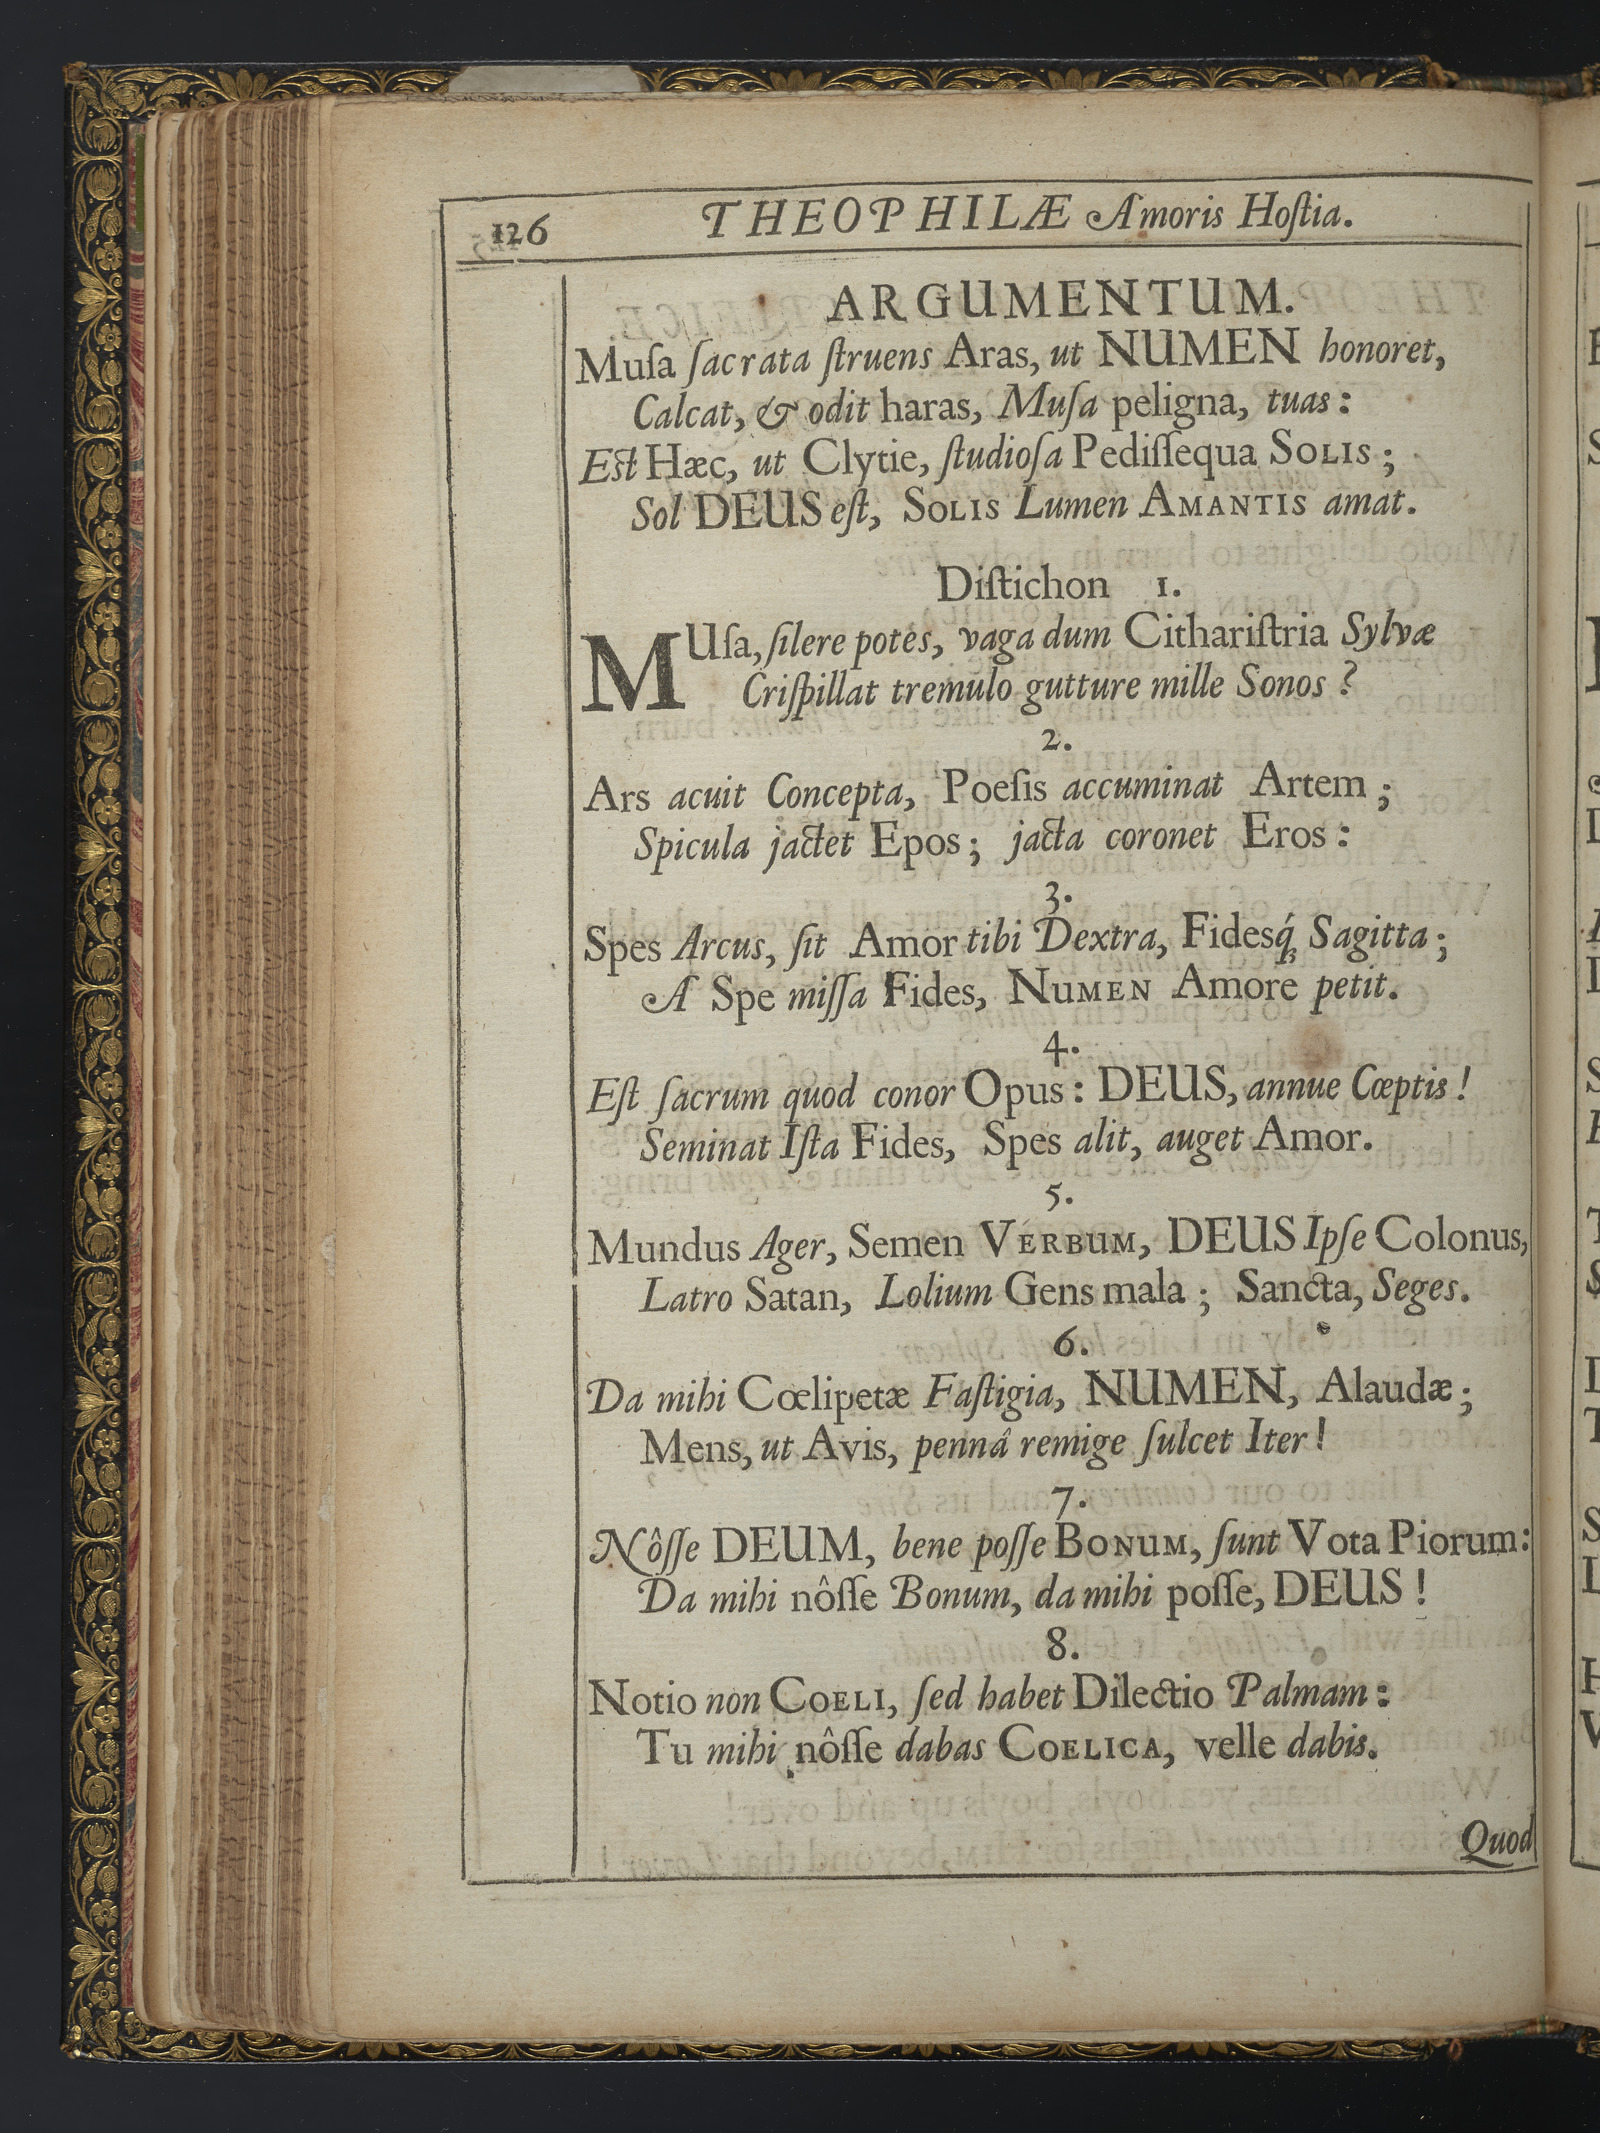 126 THEOPHILÆ Amoris Hoſtia.
ARGUMENTUM.
Muſa ſacrata ſtruens Aras, ut NUMEN honoret,
Calcat, & odit haras, Muſa peligna, tuas:
Eſt Hæc, ut Clytie, ſtudioſa Pediſſequa SOLIS;
Sol DEUS eſt, SOLIS Lumen AMANTIS amat.
Diſtichon 1.
MUſa, ſilere potes, vaga dum Cithariſtria Sylvæ
Criſpillat tremulo gutture mille Sonos?
2.
Ars acuit Concepta, Poeſis accuminat Artem;
Spicula jactet Epos; jacta coronet Eros:
3.
Spes Arcus, ſit Amor tibi Dextra, Fidesq́; Sagitta;
A Spe miſſa Fides, NUMEN Amore petit.
4.
Eſt ſacrum quod conor Opus: DEUS, annue Cœptis!
Seminat Iſta Fides, Spes alit, auget Amor.
5.
Mundus Ager, Semen VERBUM, DEUS Ipſe Colonus,
Latro Satan, Lolium Gens mala; Sancta, Seges.
6.
Da mihi Cœlipetæ Faſtigia, NUMEN, Alaudæ;
Mens, ut Avis, pennâ remige ſulcet Iter!
7.
Nôſſe DEUM, bene poſſe BONUM, ſunt Vota Piorum:
Da mihi nôſſe Bonum, da mihi poſſe, DEUS!
8.
Notio non COELI, ſed habet Dilectio Palmam:
Tu mihi nôſſe dabas COELICA, velle dabis.
Quod